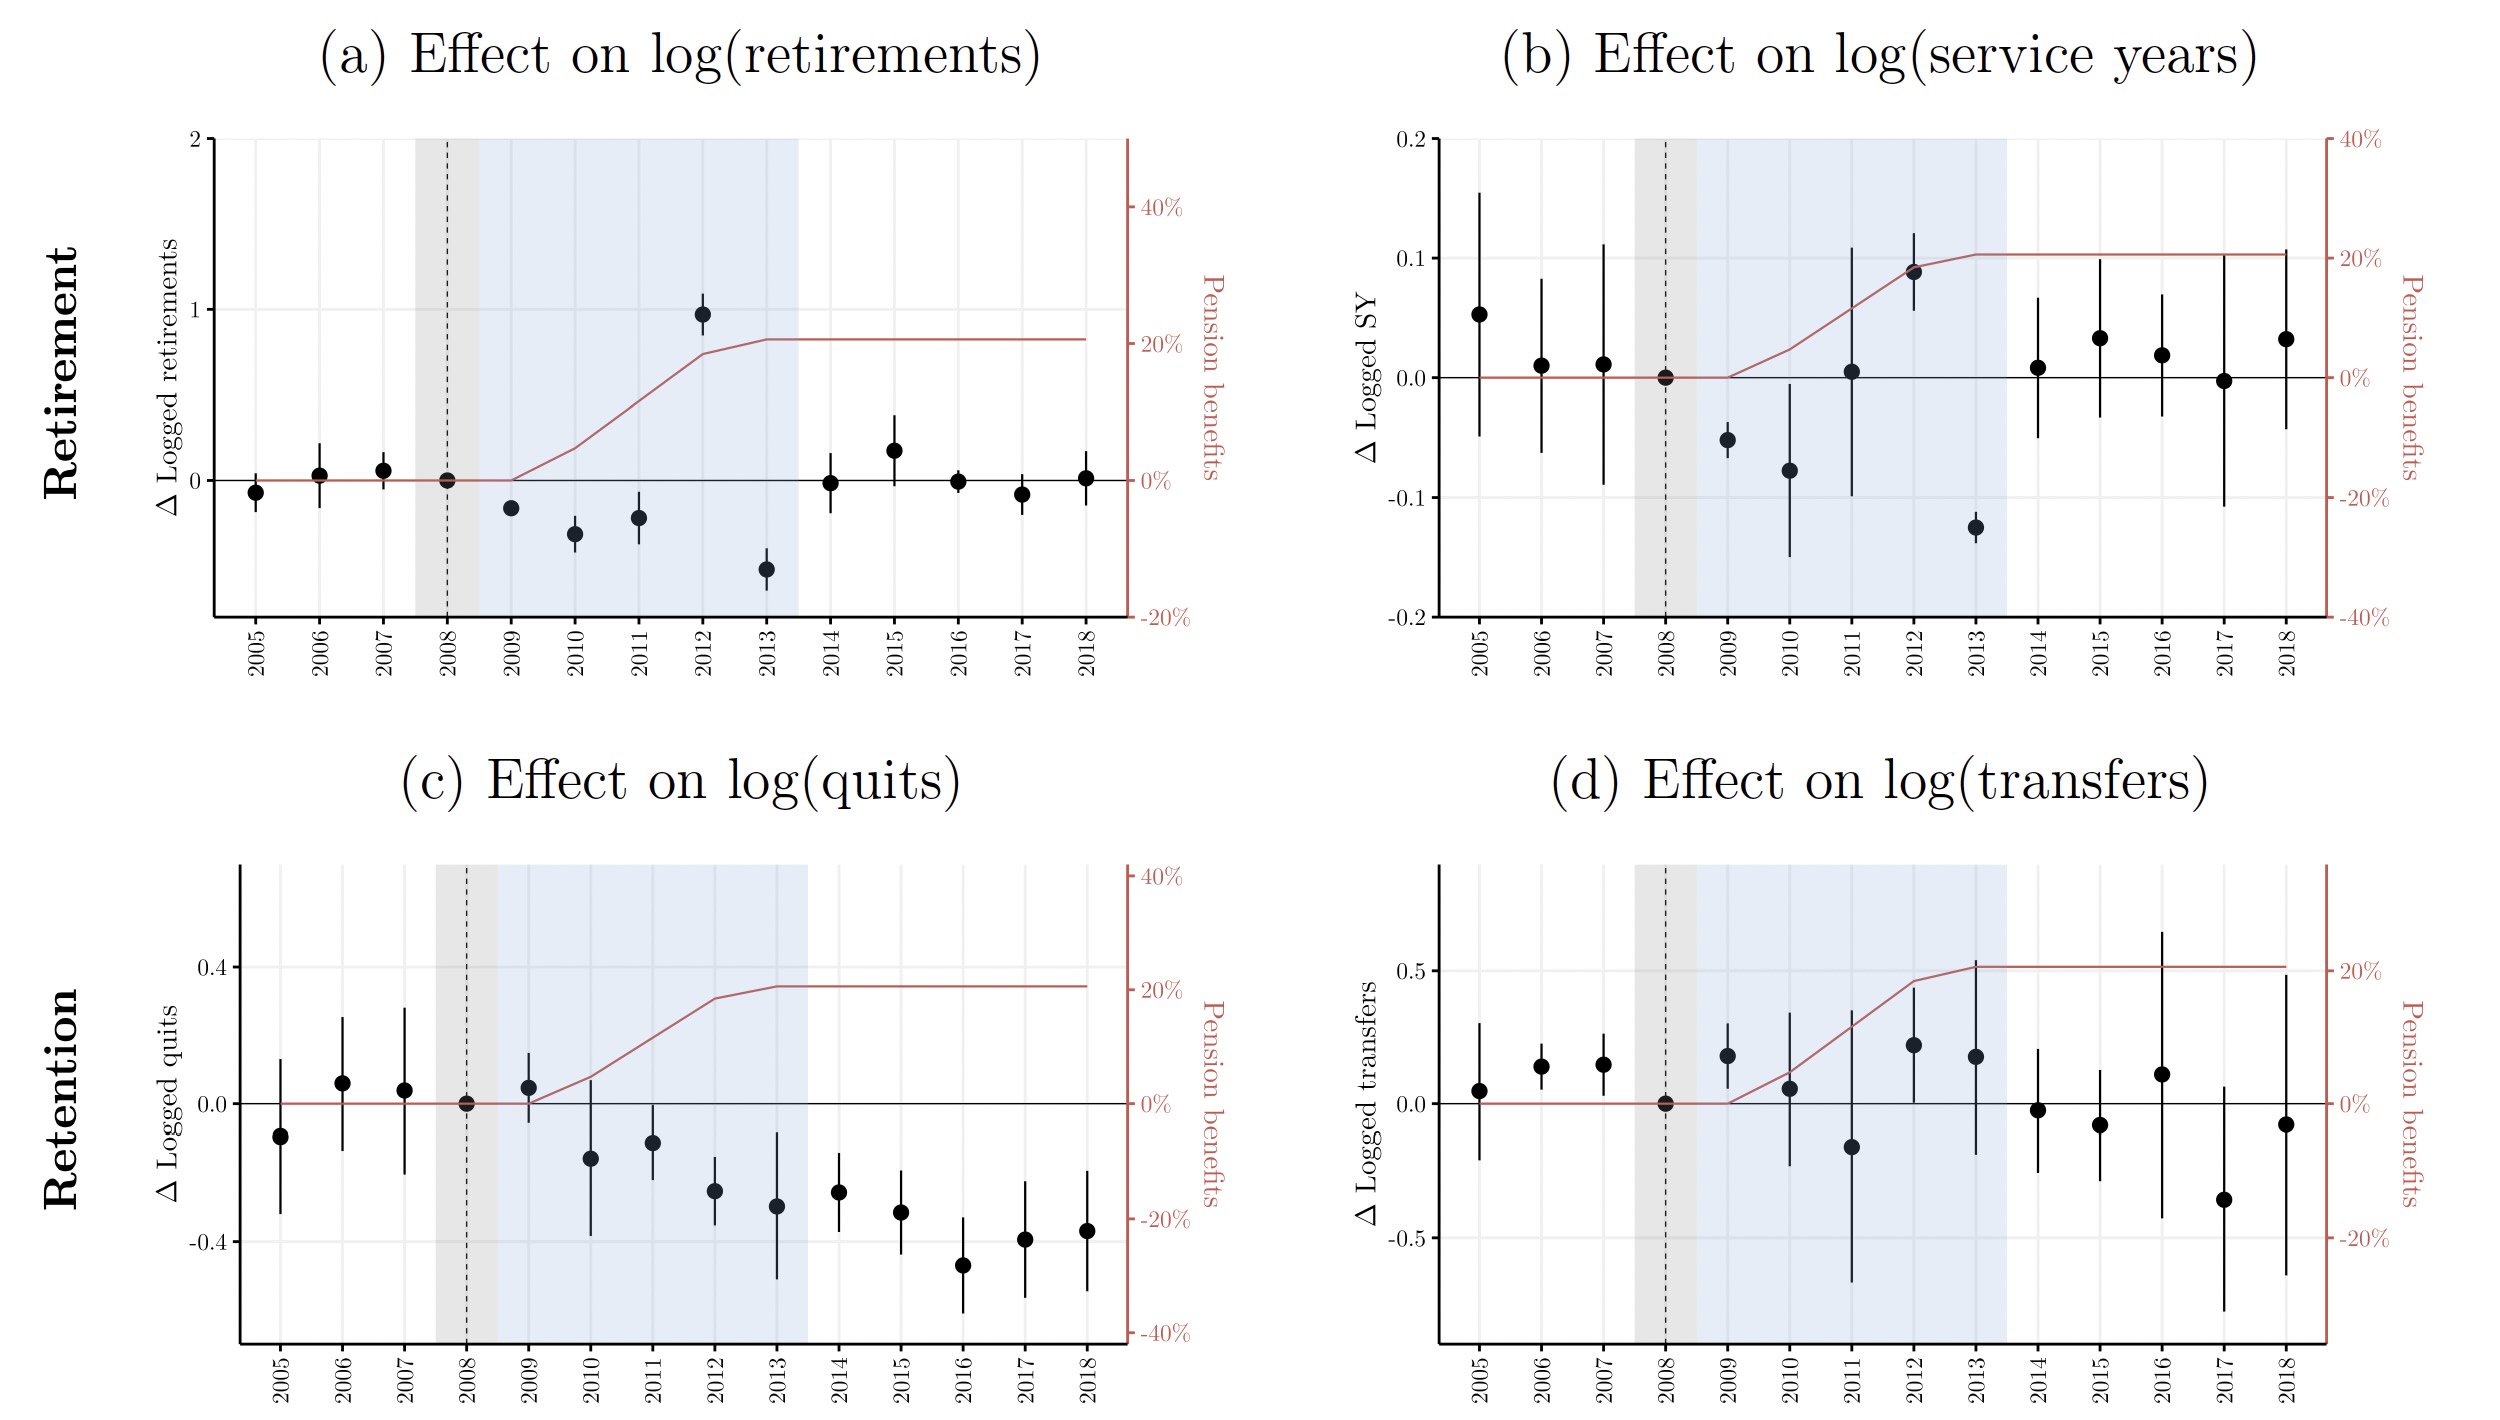 (a) Effect on log(retirements)
(b) Effect on log(service years)
Retirement
Δ Logged retirements
2
1
0
40%
20%
0%
-20%
Pension benefits
2005 2006 2007 2008 2009 2010 2011 2012 2013 2014 2015 2016 2017 2018
Δ Logged SY
0.2
0.1
0.0
-0.1
-0.2
40%
20%
0%
-20%
-40%
Pension benefits
2005 2006 2007 2008 2009 2010 2011 2012 2013 2014 2015 2016 2017 2018
(c) Effect on log(quits)
(d) Effect on log(transfers)
Retention
Δ Logged quits
0.4
0.0
-0.4
40%
20%
0%
-20%
-40%
Pension benefits
2005 2006 2007 2008 2009 2010 2011 2012 2013 2014 2015 2016 2017 2018
Δ Logged transfers
0.5
0.0
-0.5
20%
0%
-20%
Pension benefits
2005 2006 2007 2008 2009 2010 2011 2012 2013 2014 2015 2016 2017 2018